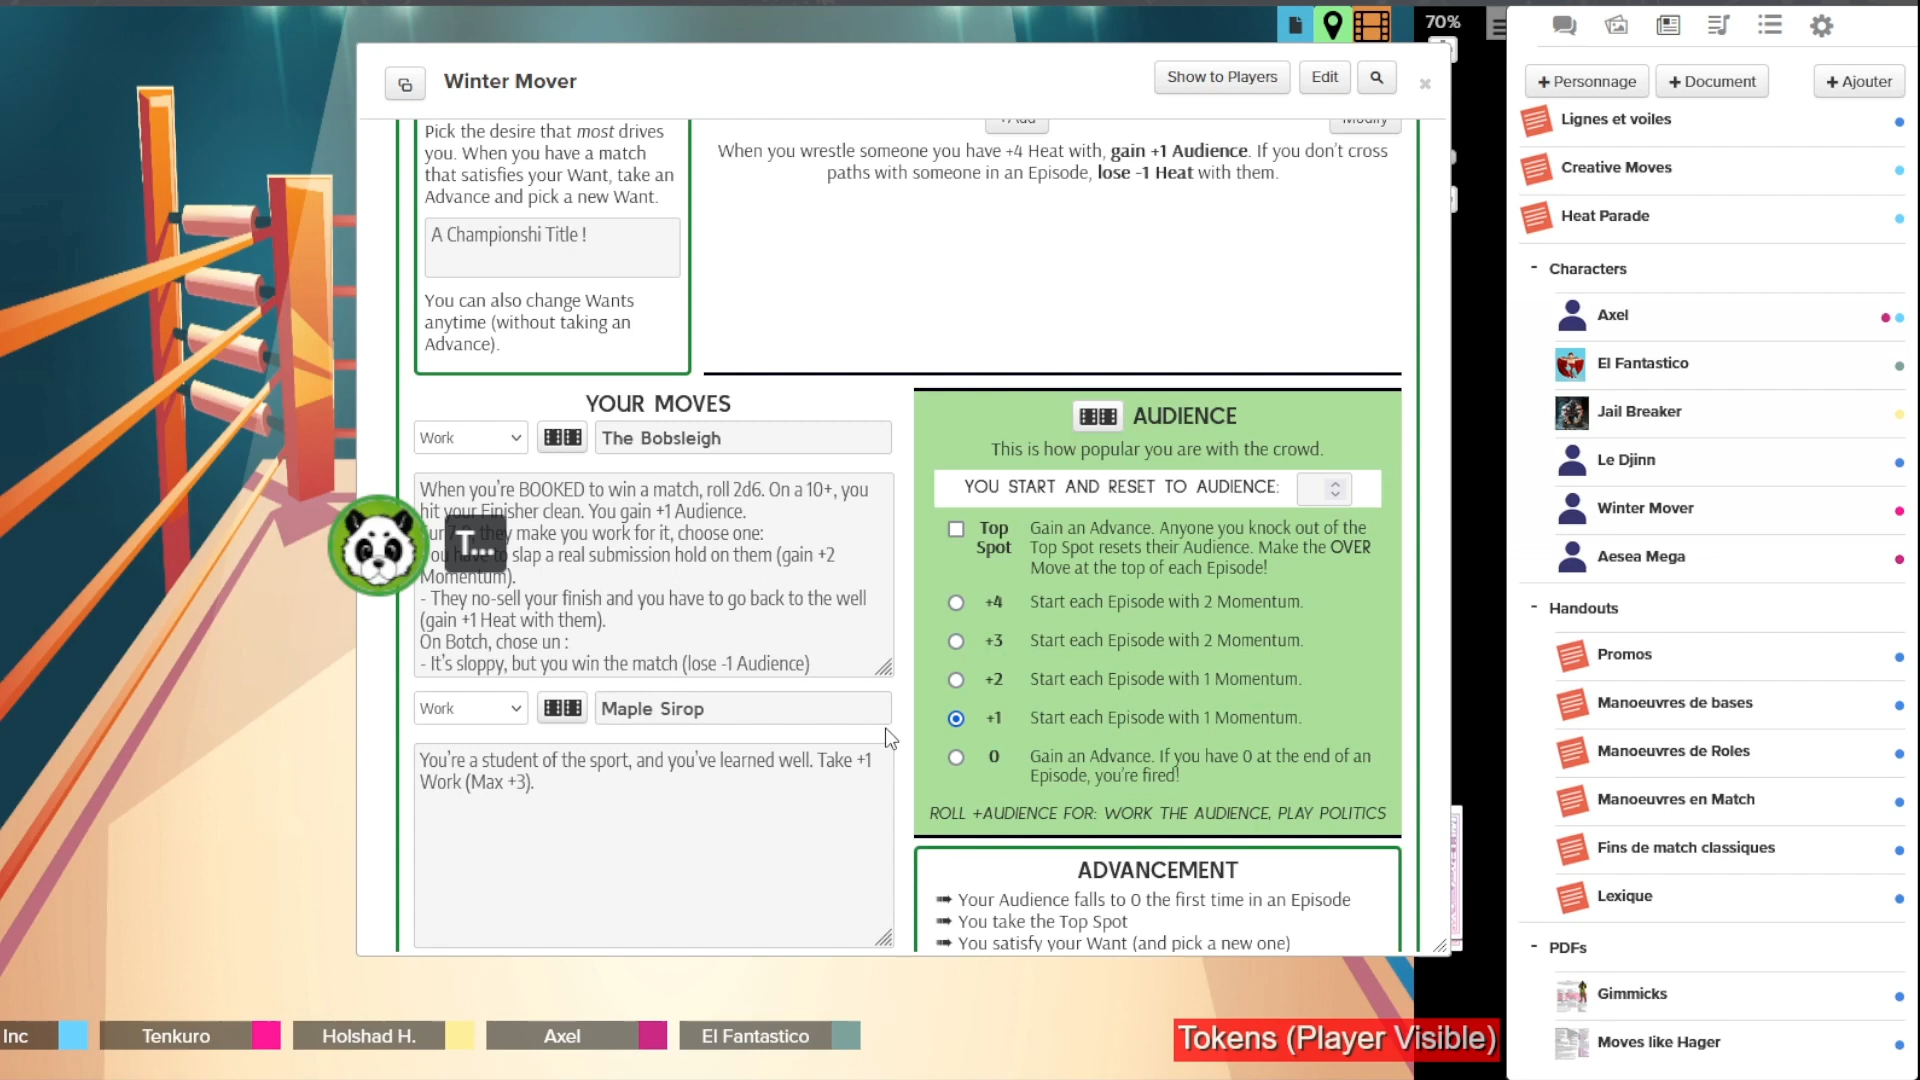 70%
Winter Mover
Show to Players
Edit
Pick the desire that most drives
you. When you have a match
that satisfies your Want, take an
Advance and pick a new Want.
A Championshi Title !
You can also change Wants
anytime (without taking an
Advance).
+Add
Modify
When you wrestle someone you have +4 Heat with, gain +1 Audience. If you don't cross
paths with someone in an Episode, lose -1 Heat with them.
YOUR MOVES
Work
The Bobsleigh
When you're BOOKED to win a match, roll 2d6. On a 10+, you
hit your Finisher clean. You gain +1 Audience.
they make you work for it, choose one:
slap a real submission hold on them (gain +2
Momentum).
- They no-sell your finish and you have to go back to the well
(gain +1 Heat with them).
On Botch, chose un :
- It's sloppy, but you win the match (lose -1 Audience)
T...
Work
Maple Sirop
You're a student of the sport, and you've learned well. Take +1
Work (Max +3).
AUDIENCE
This is how popular you are with the crowd.
YOU START AND RESET TO AUDIENCE:
Top Spot
Gain an Advance. Anyone you knock out of the
Top Spot resets their Audience. Make the OVER
Move at the top of each Episode!
+4 Start each Episode with 2 Momentum.
+3 Start each Episode with 2 Momentum.
+2 Start each Episode with 1 Momentum.
+1 Start each Episode with 1 Momentum.
0 Gain an Advance. If you have 0 at the end of an
Episode, you're fired!
ROLL +AUDIENCE FOR: WORK THE AUDIENCE, PLAY POLITICS
ADVANCEMENT
Your Audience falls to 0 the first time in an Episode
You take the Top Spot
You satisfy your Want (and pick a new one)
+ Personnage
+ Document
+ Ajouter
Lignes et voiles
Creative Moves
Heat Parade
- Characters
Axel
El Fantastico
Jail Breaker
Le Djinn
Winter Mover
Aesea Mega
- Handouts
Promos
Manoeuvres de bases
Manoeuvres de Roles
Manoeuvres en Match
Fins de match classiques
Lexique
- PDFs
Gimmicks
Moves like Hager
Inc
Tenkuro
Holshad H.
Axel
El Fantastico
Tokens (Player Visible)